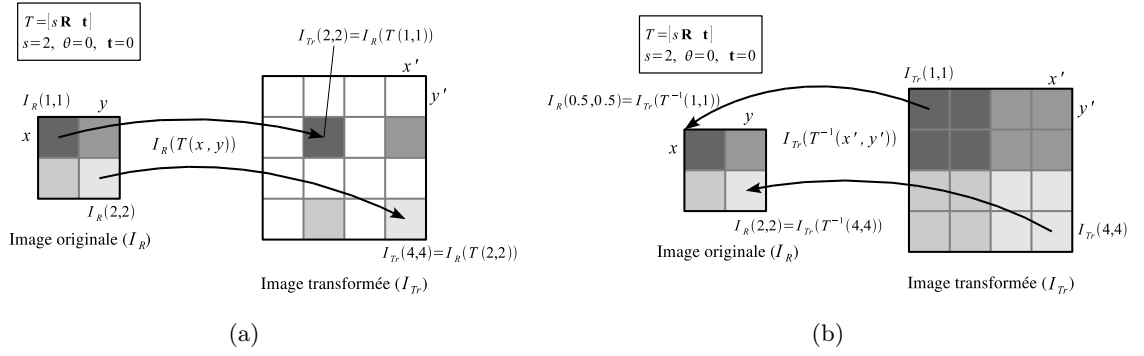 T=[s R t]
s=2, θ=0, t=0
I_Tr(2,2)=I_R(T(1,1))
x'
y'
I_R(1,1)
y
x
I_R(T(x, y))
I_R(2,2)
Image originale (I_R)
I_Tr(4,4)=I_R(T(2,2))
Image transformée (I_Tr)
(a)
T=[s R t]
s=2, θ=0, t=0
I_Tr(1,1)
x'
y'
I_R(0.5,0.5)=I_Tr(T⁻¹(1,1))
y
x
I_Tr(T⁻¹(x', y'))
I_R(2,2)=I_Tr(T⁻¹(4,4))
I_Tr(4,4)
Image originale (I_R)
Image transformée (I_Tr)
(b)